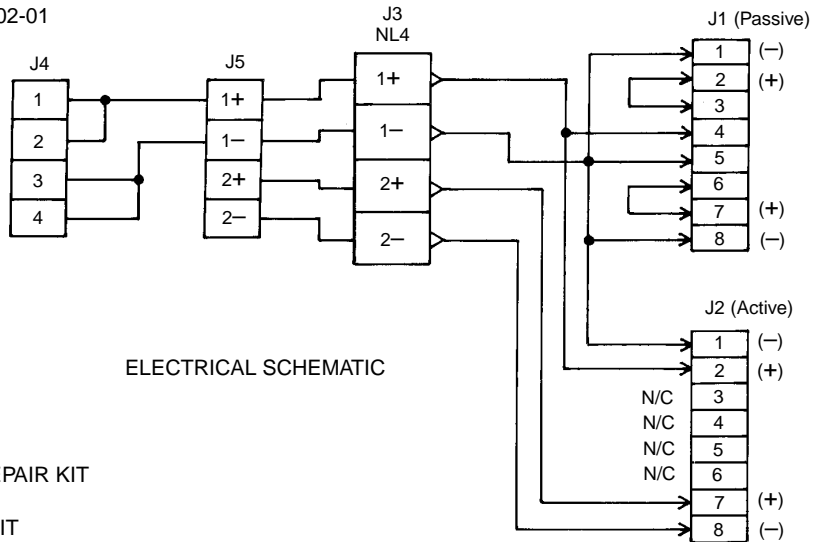 02-01
J4
1
2
3
4
J5
1+
1–
2+
2–
J3
NL4
1+
1–
2+
2–
J1 (Passive)
1 (–)
2 (+)
3
4
5
6
7 (+)
8 (–)
J2 (Active)
1 (–)
2 (+)
N/C 3
N/C 4
N/C 5
N/C 6
7 (+)
8 (–)
ELECTRICAL SCHEMATIC
EPAIR KIT
IT